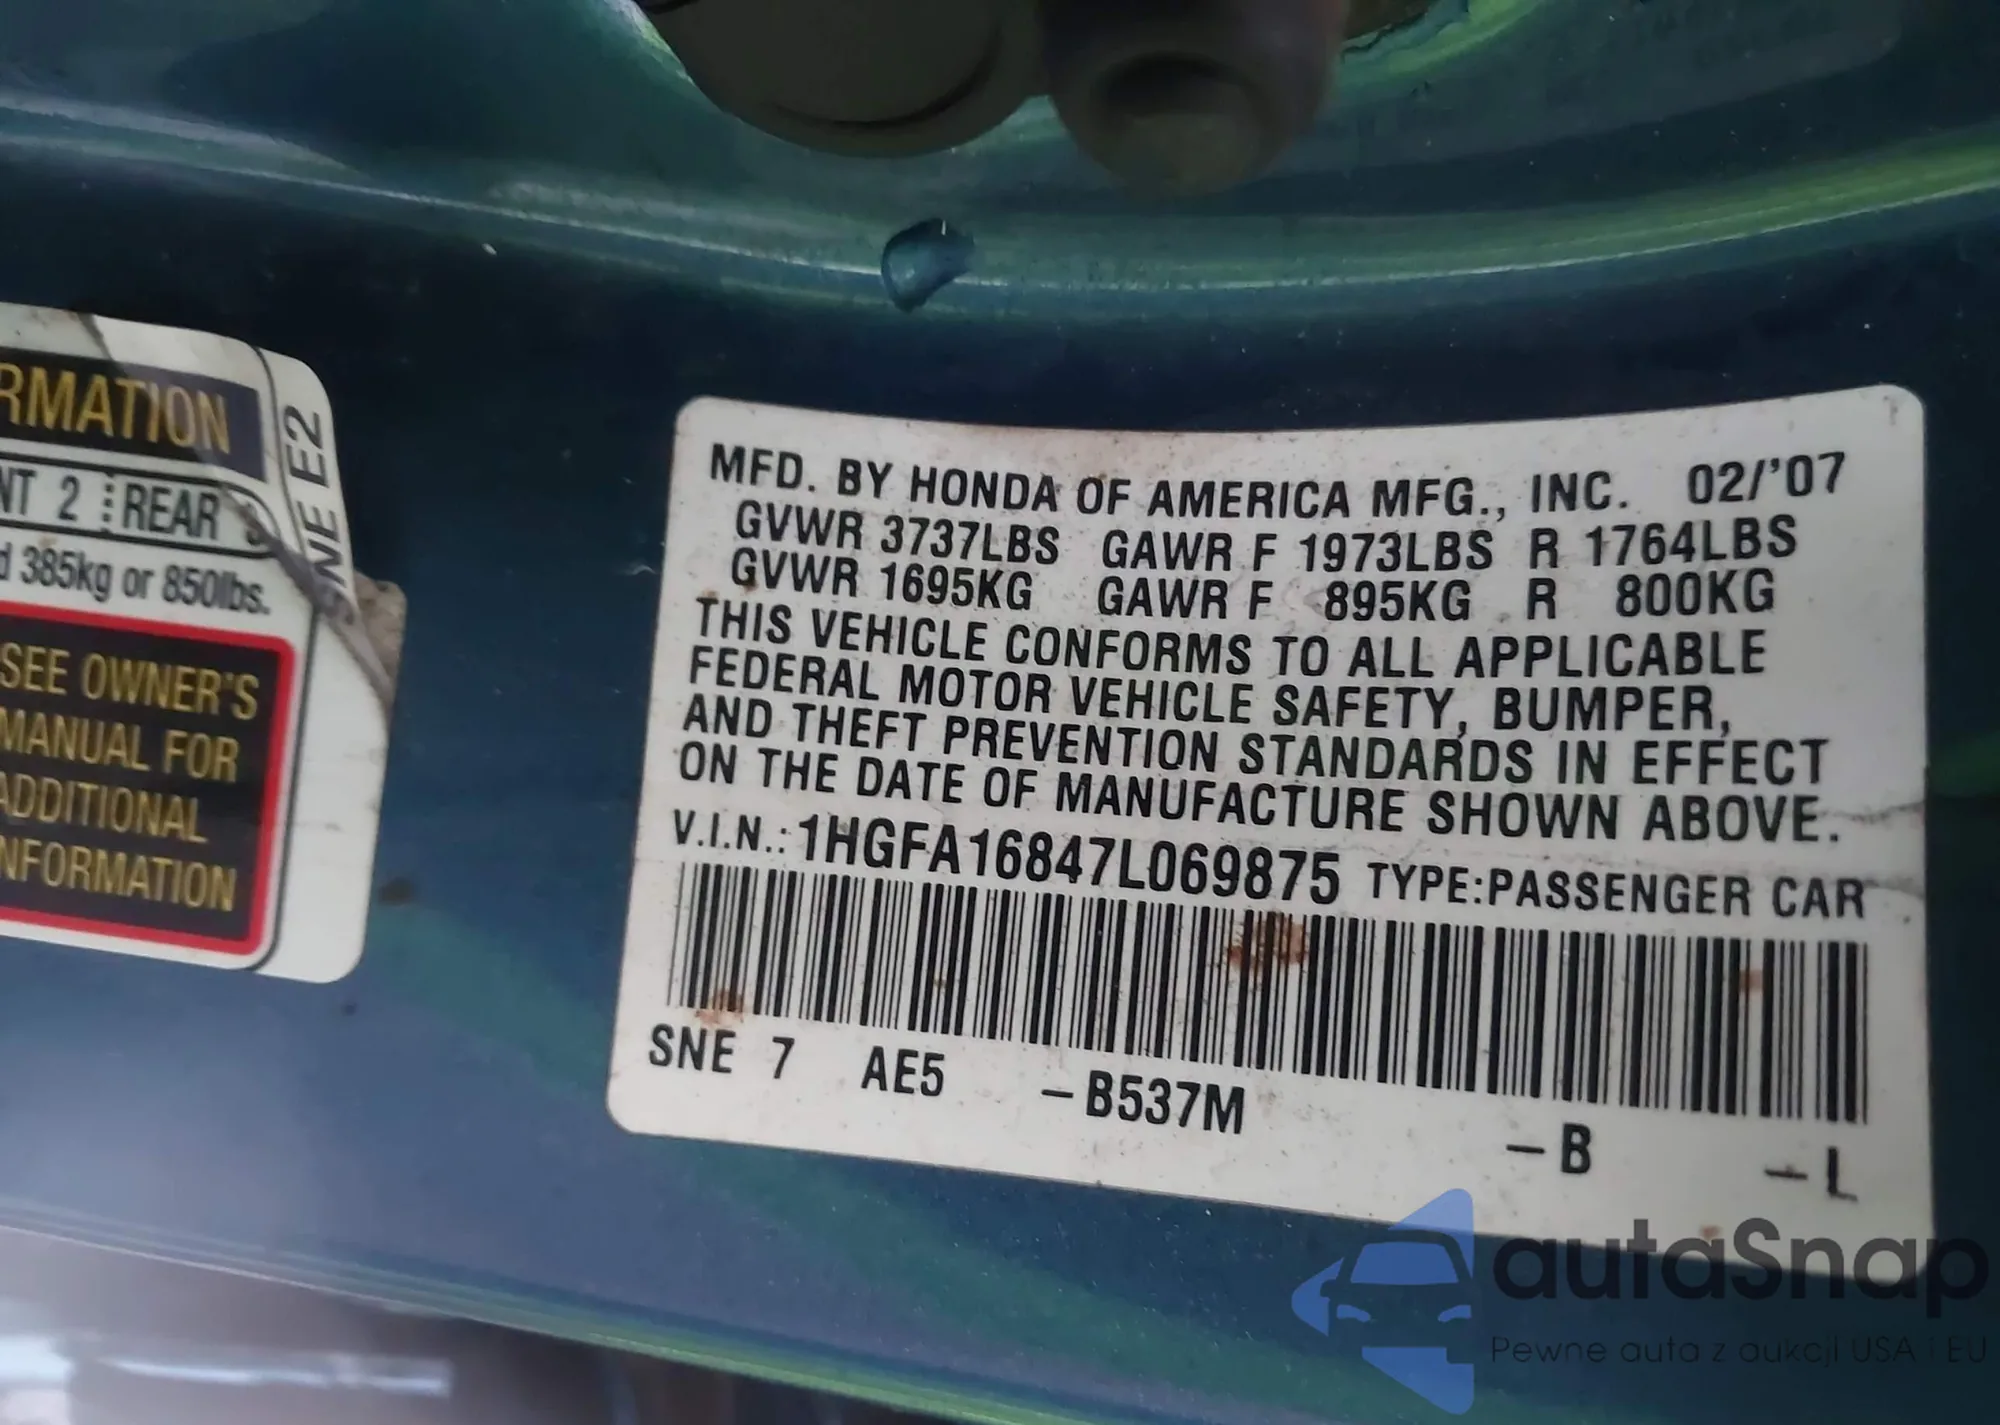 RMATION
NT 2 REAR 3
d 385kg or 850lbs.
SEE OWNER'S
MANUAL FOR
ADDITIONAL
NFORMATION
SNE E2
MFD. BY HONDA OF AMERICA MFG., INC. 02/'07
GVWR 3737LBS GAWR F 1973LBS R 1764LBS
GVWR 1695KG GAWR F 895KG R 800KG
THIS VEHICLE CONFORMS TO ALL APPLICABLE
FEDERAL MOTOR VEHICLE SAFETY, BUMPER,
AND THEFT PREVENTION STANDARDS IN EFFECT
ON THE DATE OF MANUFACTURE SHOWN ABOVE.
V.I.N.: 1HGFA16847L069875 TYPE:PASSENGER CAR
SNE 7 AE5 –B537M –B –L
autaSnap
Pewne auta z aukcji USA i EU